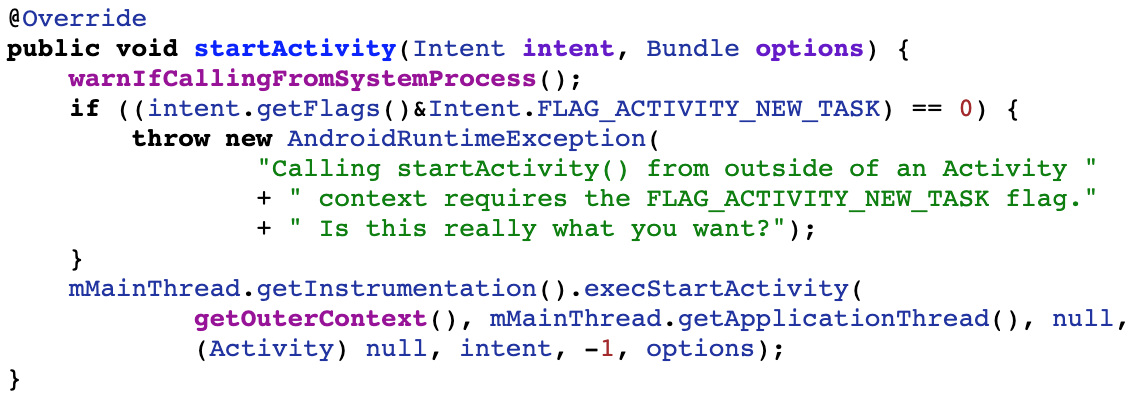 @Override
public void startActivity(Intent intent, Bundle options) {
    warnIfCallingFromSystemProcess();
    if ((intent.getFlags()&Intent.FLAG_ACTIVITY_NEW_TASK) == 0) {
        throw new AndroidRuntimeException(
                "Calling startActivity() from outside of an Activity "
                + " context requires the FLAG_ACTIVITY_NEW_TASK flag."
                + " Is this really what you want?");
    }
    mMainThread.getInstrumentation().execStartActivity(
            getOuterContext(), mMainThread.getApplicationThread(), null,
            (Activity) null, intent, -1, options);
}